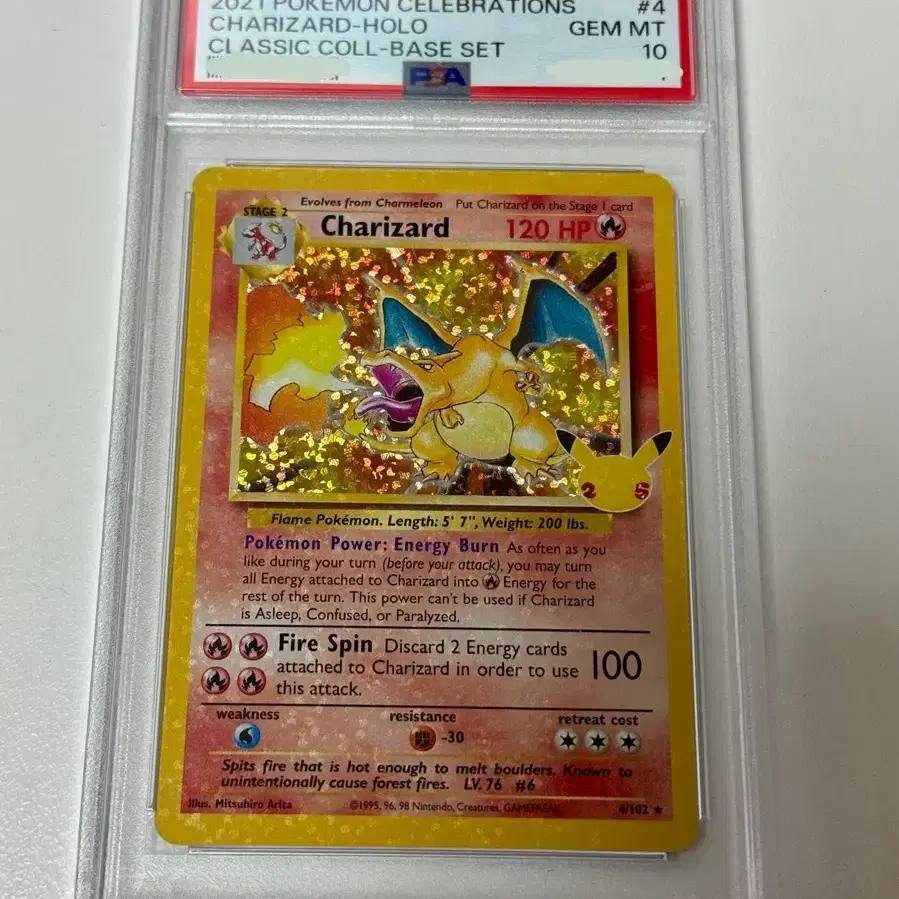 2021 POKEMON CELEBRATIONS #4
CHARIZARD-HOLO GEM MT
CLASSIC COLL-BASE SET 10
PSA
Evolves from Charmeleon Put Charizard on the Stage 1 card
STAGE 2
Charizard 120 HP
2 5
Flame Pokémon. Length: 5' 7", Weight: 200 lbs.
Pokémon Power: Energy Burn As often as you
like during your turn (before your attack), you may turn
all Energy attached to Charizard into Energy for the
rest of the turn. This power can't be used if Charizard
is Asleep, Confused, or Paralyzed.
Fire Spin Discard 2 Energy cards
attached to Charizard in order to use 100
this attack.
weakness resistance retreat cost
-30
Spits fire that is hot enough to melt boulders. Known to
unintentionally cause forest fires. LV. 76 #6
Illus. Mitsuhiro Arita ©1995, 96, 98 Nintendo, Creatures, GAMEFREAK. 4/102 ★